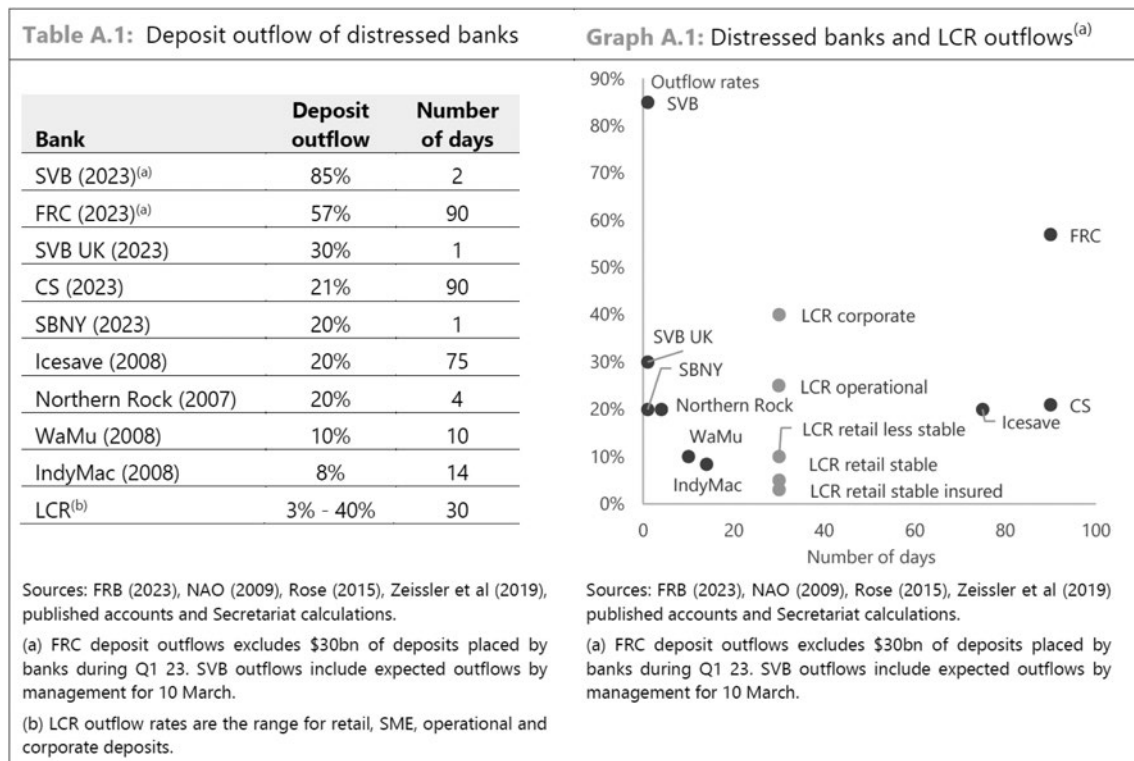 Table A.1: Deposit outflow of distressed banks
Bank Deposit outflow Number of days
SVB (2023)(a) 85% 2
FRC (2023)(a) 57% 90
SVB UK (2023) 30% 1
CS (2023) 21% 90
SBNY (2023) 20% 1
Icesave (2008) 20% 75
Northern Rock (2007) 20% 4
WaMu (2008) 10% 10
IndyMac (2008) 8% 14
LCR(b) 3% - 40% 30
Sources: FRB (2023), NAO (2009), Rose (2015), Zeissler et al (2019),
published accounts and Secretariat calculations.
(a) FRC deposit outflows excludes $30bn of deposits placed by
banks during Q1 23. SVB outflows include expected outflows by
management for 10 March.
(b) LCR outflow rates are the range for retail, SME, operational and
corporate deposits.
Graph A.1: Distressed banks and LCR outflows(a)
90%
Outflow rates
SVB
80%
70%
60%
FRC
50%
40%
LCR corporate
SVB UK
30%
SBNY
LCR operational
20%
Northern Rock
CS
Icesave
LCR retail less stable
WaMu
10%
LCR retail stable
IndyMac
LCR retail stable insured
0%
0 20 40 60 80 100
Number of days
Sources: FRB (2023), NAO (2009), Rose (2015), Zeissler et al (2019)
published accounts and Secretariat calculations.
(a) FRC deposit outflows excludes $30bn of deposits placed by
banks during Q1 23. SVB outflows include expected outflows by
management for 10 March.